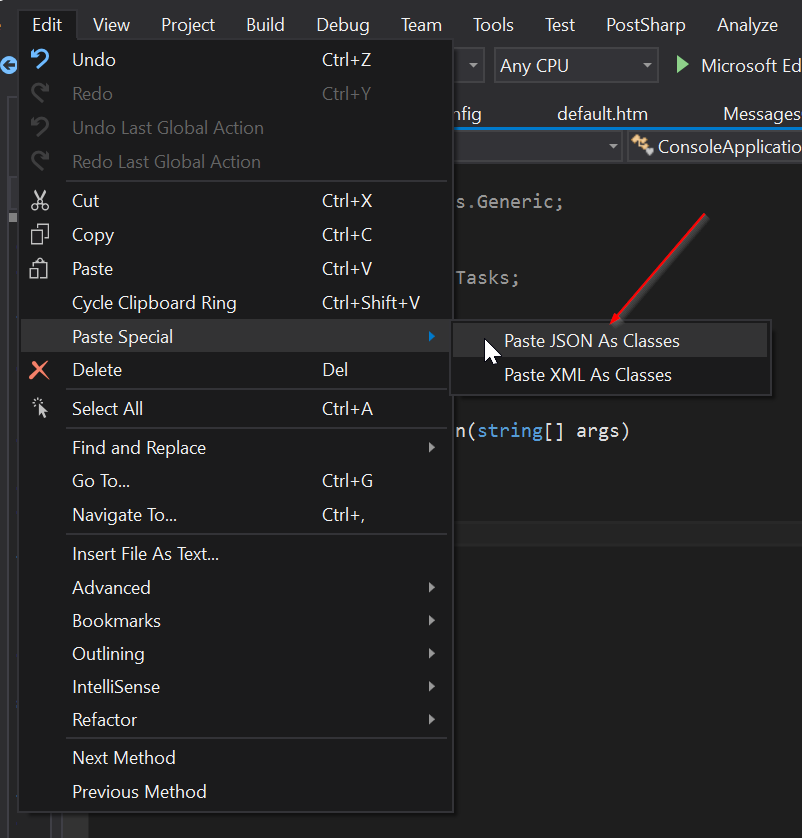 Edit View Project Build Debug Team Tools Test PostSharp Analyze
Undo Ctrl+Z
Any CPU
Microsoft Ed
Redo Ctrl+Y
nfig
default.htm
Messages
Undo Last Global Action
ConsoleApplicatio
Redo Last Global Action
Cut Ctrl+X
s.Generic;
Copy Ctrl+C
Paste Ctrl+V
Tasks;
Cycle Clipboard Ring Ctrl+Shift+V
Paste Special
Paste JSON As Classes
Delete Del
Paste XML As Classes
Select All Ctrl+A
n(string[] args)
Find and Replace
Go To... Ctrl+G
Navigate To... Ctrl+,
Insert File As Text...
Advanced
Bookmarks
Outlining
IntelliSense
Refactor
Next Method
Previous Method